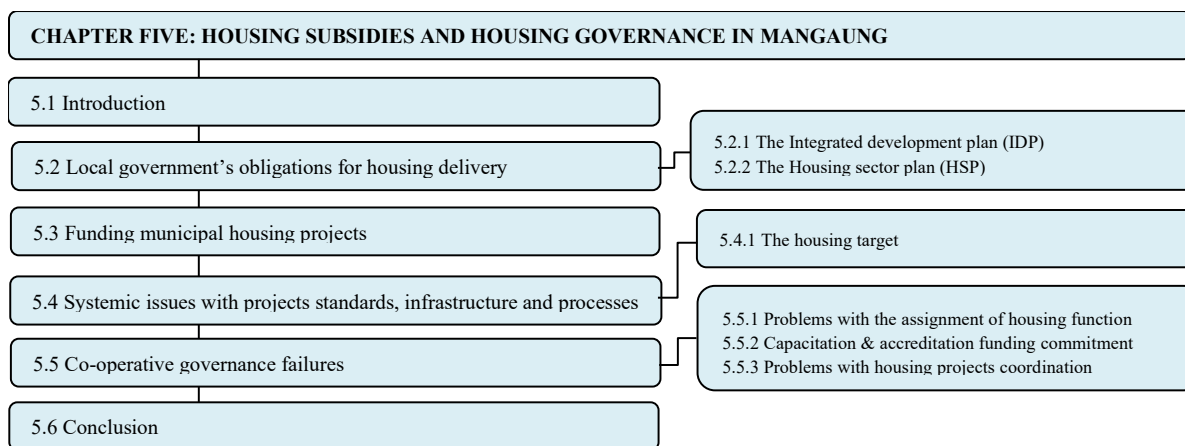 CHAPTER FIVE: HOUSING SUBSIDIES AND HOUSING GOVERNANCE IN MANGAUNG
5.1 Introduction
5.2 Local government's obligations for housing delivery
5.2.1 The Integrated development plan (IDP)
5.2.2 The Housing sector plan (HSP)
5.3 Funding municipal housing projects
5.4 Systemic issues with projects standards, infrastructure and processes
5.4.1 The housing target
5.5 Co-operative governance failures
5.5.1 Problems with the assignment of housing function
5.5.2 Capacitation & accreditation funding commitment
5.5.3 Problems with housing projects coordination
5.6 Conclusion